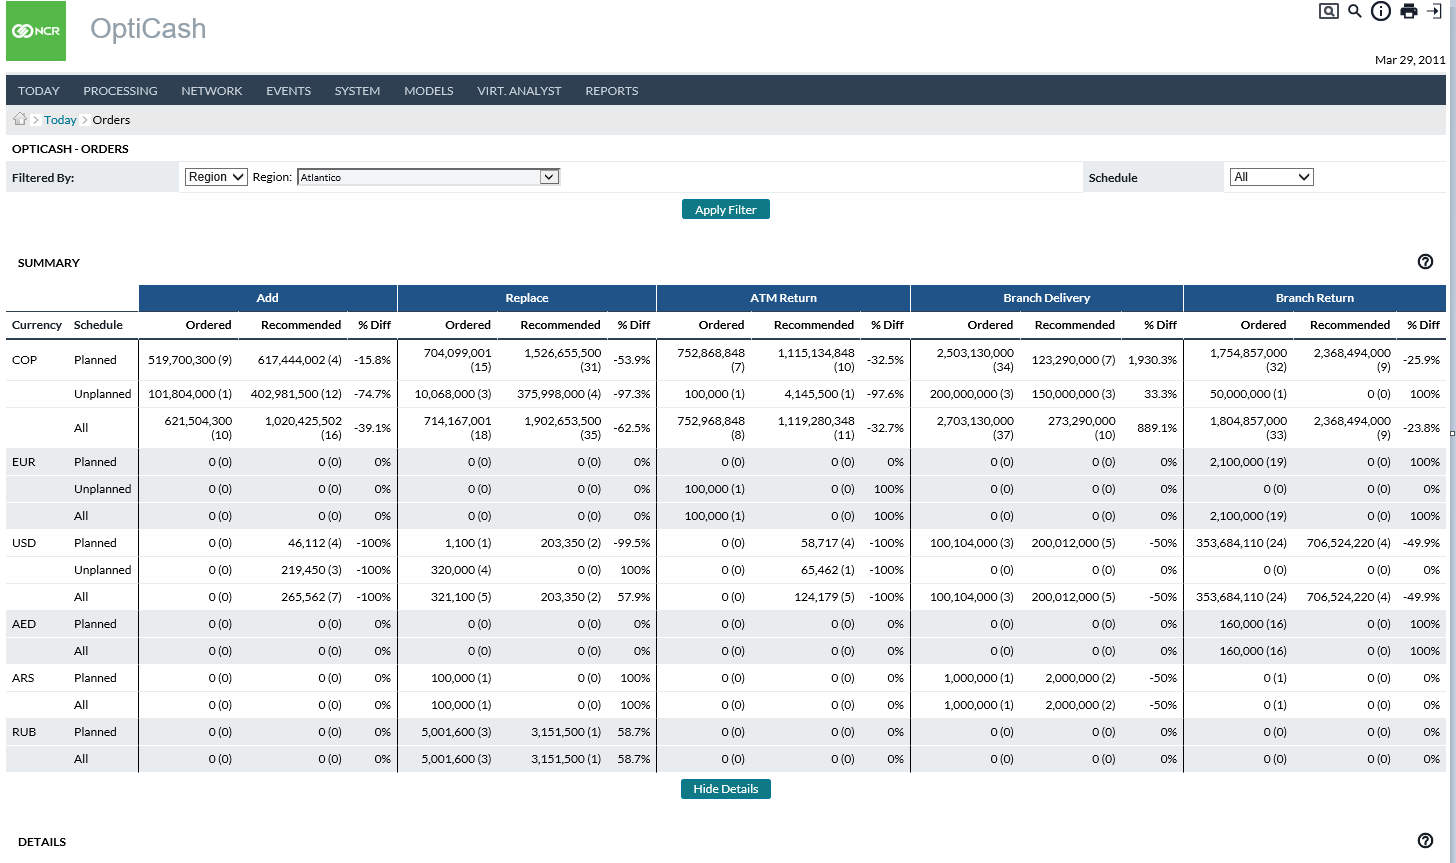 NCR
OptiCash
Mar 29, 2011
TODAY PROCESSING NETWORK EVENTS SYSTEM MODELS VIRT. ANALYST REPORTS
Today Orders
OPTICASH - ORDERS
Filtered By: Region Region: Atlantico Schedule All
Apply Filter
SUMMARY
Add Replace ATM Return Branch Delivery Branch Return
Currency Schedule Ordered Recommended % Diff Ordered Recommended % Diff Ordered Recommended % Diff Ordered Recommended % Diff Ordered Recommended % Diff
COP Planned 519,700,300 (9) 617,444,002 (4) -15.8% 704,099,001 (15) 1,526,655,500 (31) -53.9% 752,868,848 (7) 1,115,134,848 (10) -32.5% 2,503,130,000 (34) 123,290,000 (7) 1,930.3% 1,754,857,000 (32) 2,368,494,000 (9) -25.9%
Unplanned 101,804,000 (1) 402,981,500 (12) -74.7% 10,068,000 (3) 375,998,000 (4) -97.3% 100,000 (1) 4,145,500 (1) -97.6% 200,000,000 (3) 150,000,000 (3) 33.3% 50,000,000 (1) 0 (0) 100%
All 621,504,300 (10) 1,020,425,502 (16) -39.1% 714,167,001 (18) 1,902,653,500 (35) -62.5% 752,968,848 (8) 1,119,280,348 (11) -32.7% 2,703,130,000 (37) 273,290,000 (10) 889.1% 1,804,857,000 (33) 2,368,494,000 (9) -23.8%
EUR Planned 0 (0) 0 (0) 0% 0 (0) 0 (0) 0% 0 (0) 0 (0) 0% 0 (0) 0 (0) 0% 2,100,000 (19) 0 (0) 100%
Unplanned 0 (0) 0 (0) 0% 0 (0) 0 (0) 0% 100,000 (1) 0 (0) 100% 0 (0) 0 (0) 0% 0 (0) 0 (0) 0%
All 0 (0) 0 (0) 0% 0 (0) 0 (0) 0% 100,000 (1) 0 (0) 100% 0 (0) 0 (0) 0% 2,100,000 (19) 0 (0) 100%
USD Planned 0 (0) 46,112 (4) -100% 1,100 (1) 203,350 (2) -99.5% 0 (0) 58,717 (4) -100% 100,104,000 (3) 200,012,000 (5) -50% 353,684,110 (24) 706,524,220 (4) -49.9%
Unplanned 0 (0) 219,450 (3) -100% 320,000 (4) 0 (0) 100% 0 (0) 65,462 (1) -100% 0 (0) 0 (0) 0% 0 (0) 0 (0) 0%
All 0 (0) 265,562 (7) -100% 321,100 (5) 203,350 (2) 57.9% 0 (0) 124,179 (5) -100% 100,104,000 (3) 200,012,000 (5) -50% 353,684,110 (24) 706,524,220 (4) -49.9%
AED Planned 0 (0) 0 (0) 0% 0 (0) 0 (0) 0% 0 (0) 0 (0) 0% 0 (0) 0 (0) 0% 160,000 (16) 0 (0) 100%
All 0 (0) 0 (0) 0% 0 (0) 0 (0) 0% 0 (0) 0 (0) 0% 0 (0) 0 (0) 0% 160,000 (16) 0 (0) 100%
ARS Planned 0 (0) 0 (0) 0% 100,000 (1) 0 (0) 100% 0 (0) 0 (0) 0% 1,000,000 (1) 2,000,000 (2) -50% 0 (1) 0 (0) 0%
All 0 (0) 0 (0) 0% 100,000 (1) 0 (0) 100% 0 (0) 0 (0) 0% 1,000,000 (1) 2,000,000 (2) -50% 0 (1) 0 (0) 0%
RUB Planned 0 (0) 0 (0) 0% 5,001,600 (3) 3,151,500 (1) 58.7% 0 (0) 0 (0) 0% 0 (0) 0 (0) 0% 0 (0) 0 (0) 0%
All 0 (0) 0 (0) 0% 5,001,600 (3) 3,151,500 (1) 58.7% 0 (0) 0 (0) 0% 0 (0) 0 (0) 0% 0 (0) 0 (0) 0%
Hide Details
DETAILS